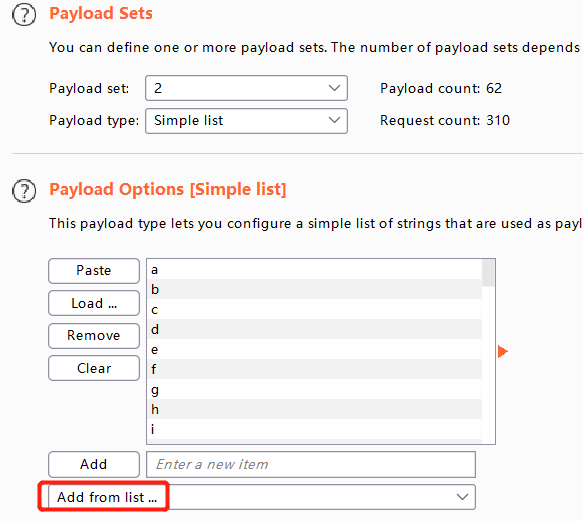 Payload Sets
You can define one or more payload sets. The number of payload sets depends
Payload set: 2 Payload count: 62
Payload type: Simple list Request count: 310
Payload Options [Simple list]
This payload type lets you configure a simple list of strings that are used as payl
Paste
Load ...
Remove
Clear
a
b
c
d
e
f
g
h
i
Add Enter a new item
Add from list ...